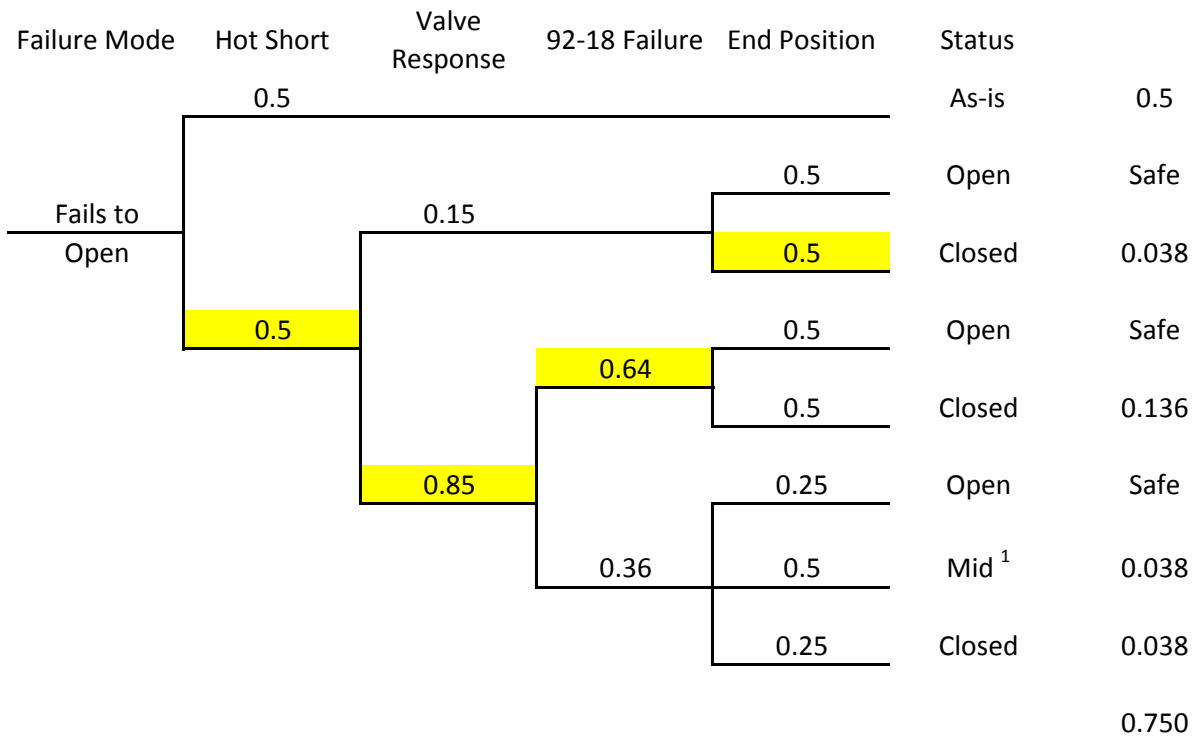 Failure Mode Hot Short Valve Response 92-18 Failure End Position Status
0.5 As-is 0.5
0.5 Open Safe
Fails to Open 0.15
0.5 Closed 0.038
0.5 0.5 Open Safe
0.64
0.5 Closed 0.136
0.85 0.25 Open Safe
0.36 0.5 Mid 1 0.038
0.25 Closed 0.038
0.750